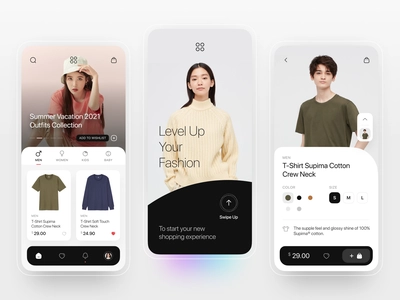 Summer Vacation 2021
Outfits Collection
ADD TO WISHLIST
MEN
WOMEN
KIDS
BABY
MEN
T-Shirt Supima Cotton
Crew Neck
$ 29.00
MEN
T-Shirt Soft Touch
Crew Neck
$ 24.90
Level Up
Your
Fashion
Swipe Up
To start your new
shopping experience
MEN
T-Shirt Supima Cotton
Crew Neck
COLOR
SIZE
S M L
The supple feel and glossy shine of 100%
Supima® cotton.
$ 29.00